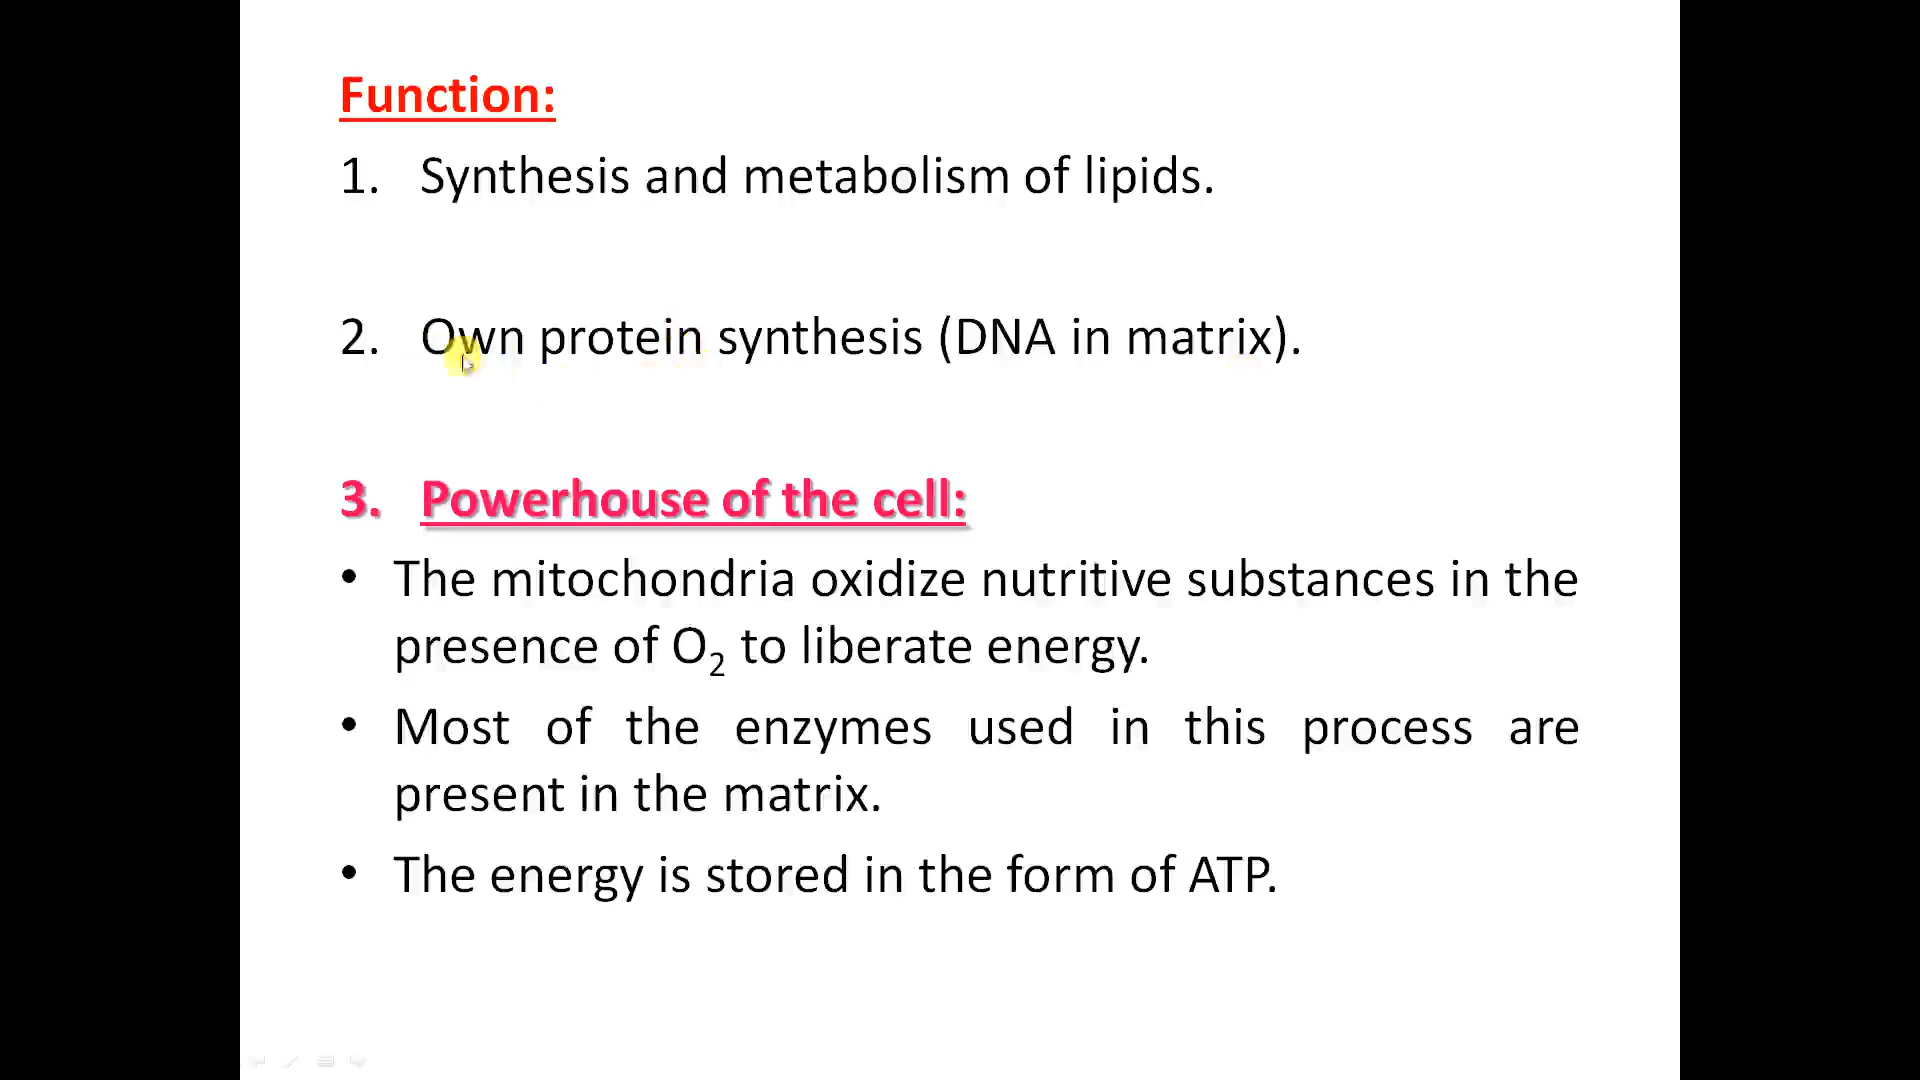 Function:
1. Synthesis and metabolism of lipids.
2. Own protein synthesis (DNA in matrix).
3. Powerhouse of the cell:
• The mitochondria oxidize nutritive substances in the
presence of O₂ to liberate energy.
• Most of the enzymes used in this process are
present in the matrix.
• The energy is stored in the form of ATP.